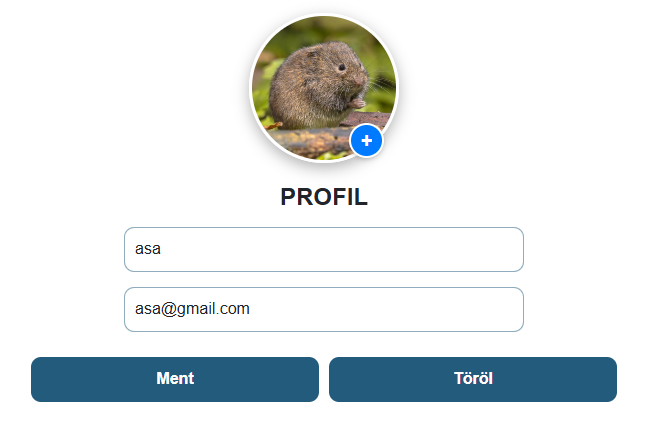 +
PROFIL
asa
asa@gmail.com
Ment
Töröl